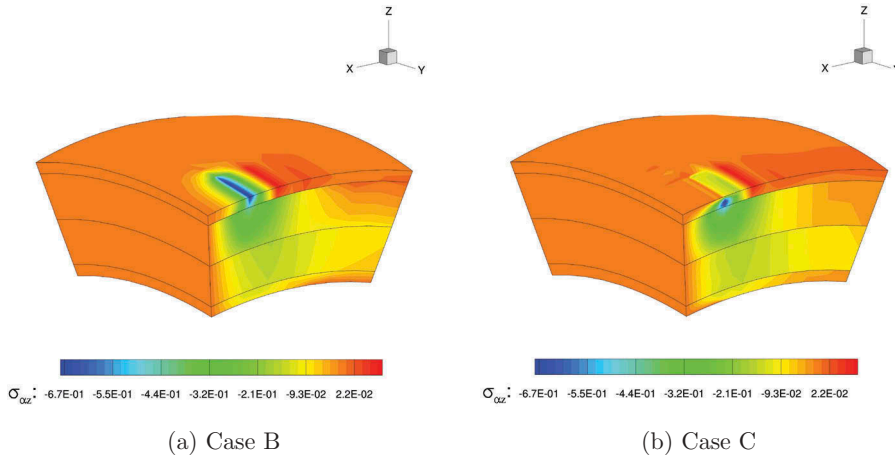 Z
X
Y
Z
X
Y
σαz:
-6.7E-01 -5.5E-01 -4.4E-01 -3.2E-01 -2.1E-01 -9.3E-02 2.2E-02
σαz:
-6.7E-01 -5.5E-01 -4.4E-01 -3.2E-01 -2.1E-01 -9.3E-02 2.2E-02
(a) Case B
(b) Case C